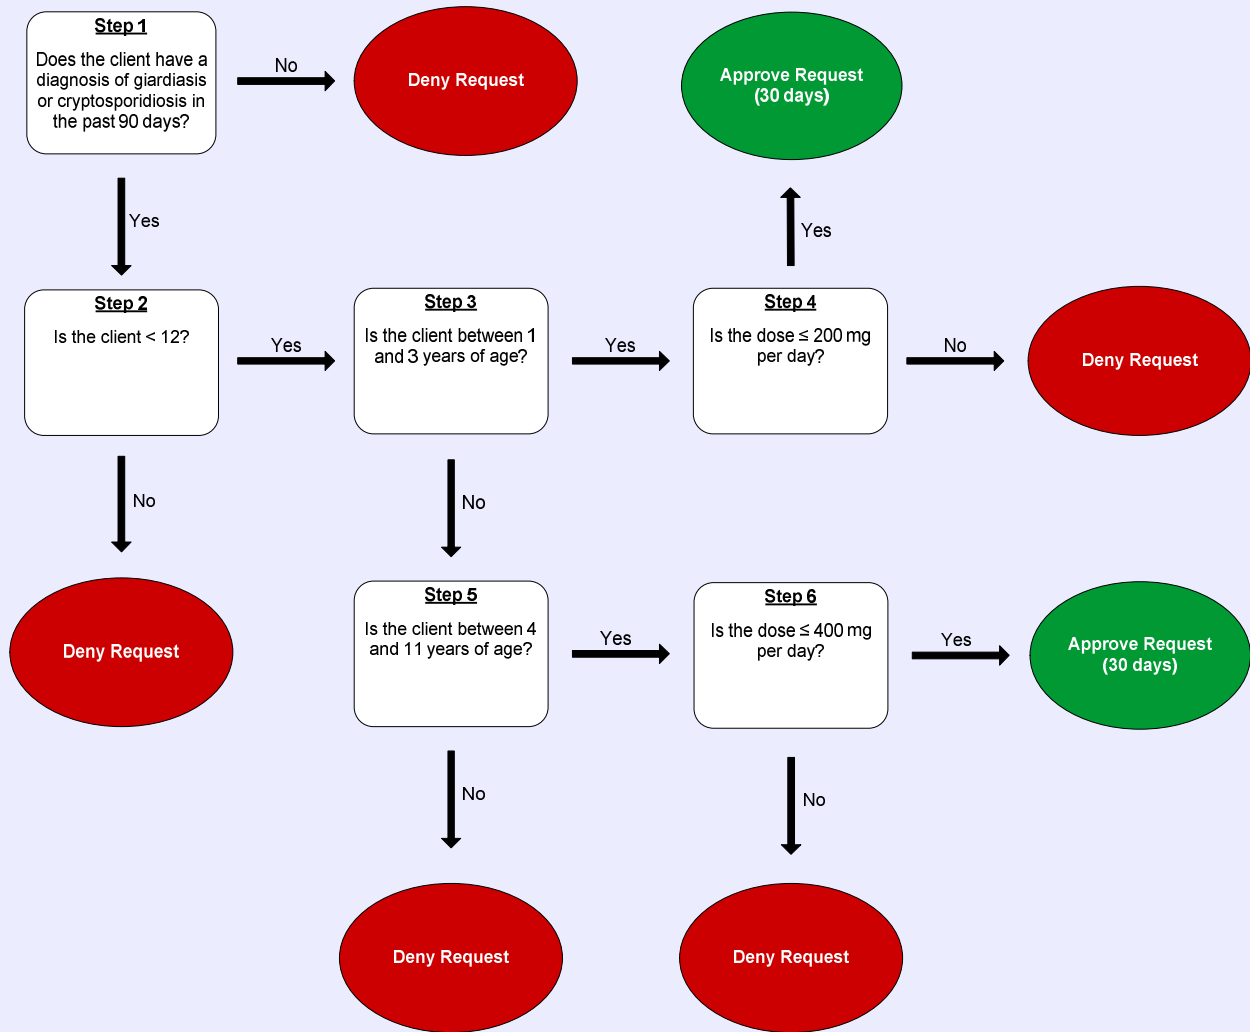 Step 1
Does the client have a
diagnosis of giardiasis
or cryptosporidiosis in
the past 90 days?
No
Deny Request
Approve Request
(30 days)
Yes
Yes
Step 2
Is the client < 12?
Yes
Step 3
Is the client between 1
and 3 years of age?
Yes
Step 4
Is the dose ≤ 200 mg
per day?
No
Deny Request
No
No
Deny Request
Step 5
Is the client between 4
and 11 years of age?
Yes
Step 6
Is the dose ≤ 400 mg
per day?
Yes
Approve Request
(30 days)
No
No
Deny Request
Deny Request